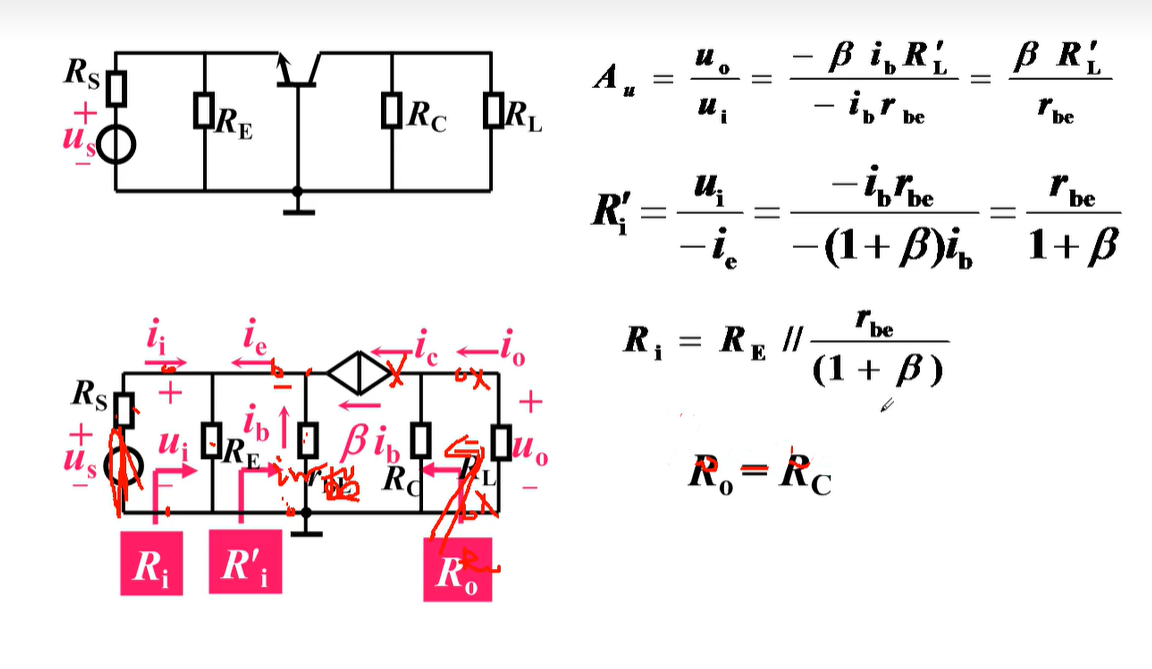 R_S
+
u_s
−
R_E
R_C
R_L
A_u = u_o / u_i = − β i_b R'_L / − i_b r_be = β R'_L / r_be
R'_i = u_i / −i_e = −i_b r_be / −(1+β)i_b = r_be / 1+β
R_i = R_E // r_be / (1+β)
R_o = R_C
i_i
i_e
i_c
i_o
R_S
+
u_s
−
+
u_i
−
R_E
i_b
β i_b
R_C
R_L
+
u_o
−
R_i
R'_i
R_o